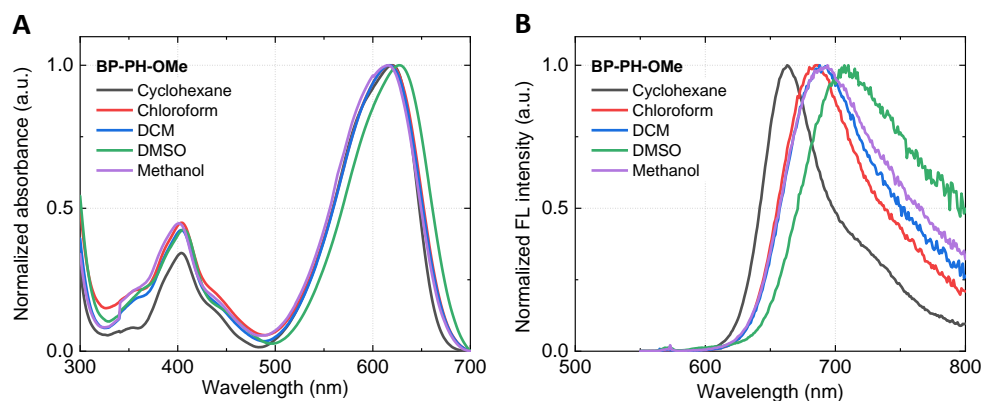 A
BP-PH-OMe
Cyclohexane
Chloroform
DCM
DMSO
Methanol
1.0
0.5
0.0
300
400
500
600
700
Normalized absorbance (a.u.)
Wavelength (nm)
B
BP-PH-OMe
Cyclohexane
Chloroform
DCM
DMSO
Methanol
1.0
0.5
0.0
500
600
700
800
Normalized FL intensity (a.u.)
Wavelength (nm)